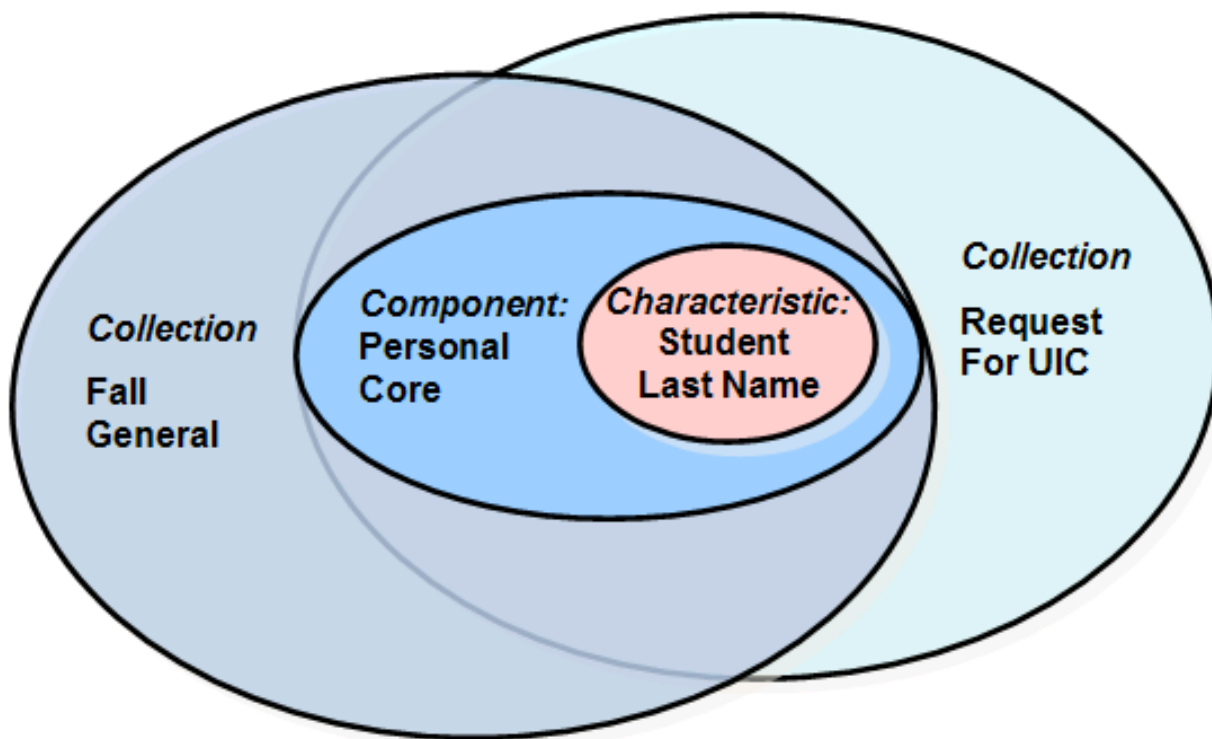 Collection
Fall
General
Component:
Personal
Core
Characteristic:
Student
Last Name
Collection
Request
For UIC